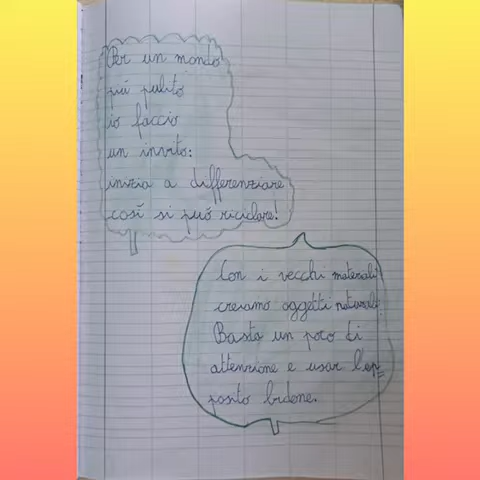 Per un mondo
più pulito
io faccio
un invito:
inizia a differenziare
così si può riciclare!
Con i vecchi materiali
creiamo oggetti naturali.
Basta un poco di
attenzione e usar l'ap=
posito bidone.